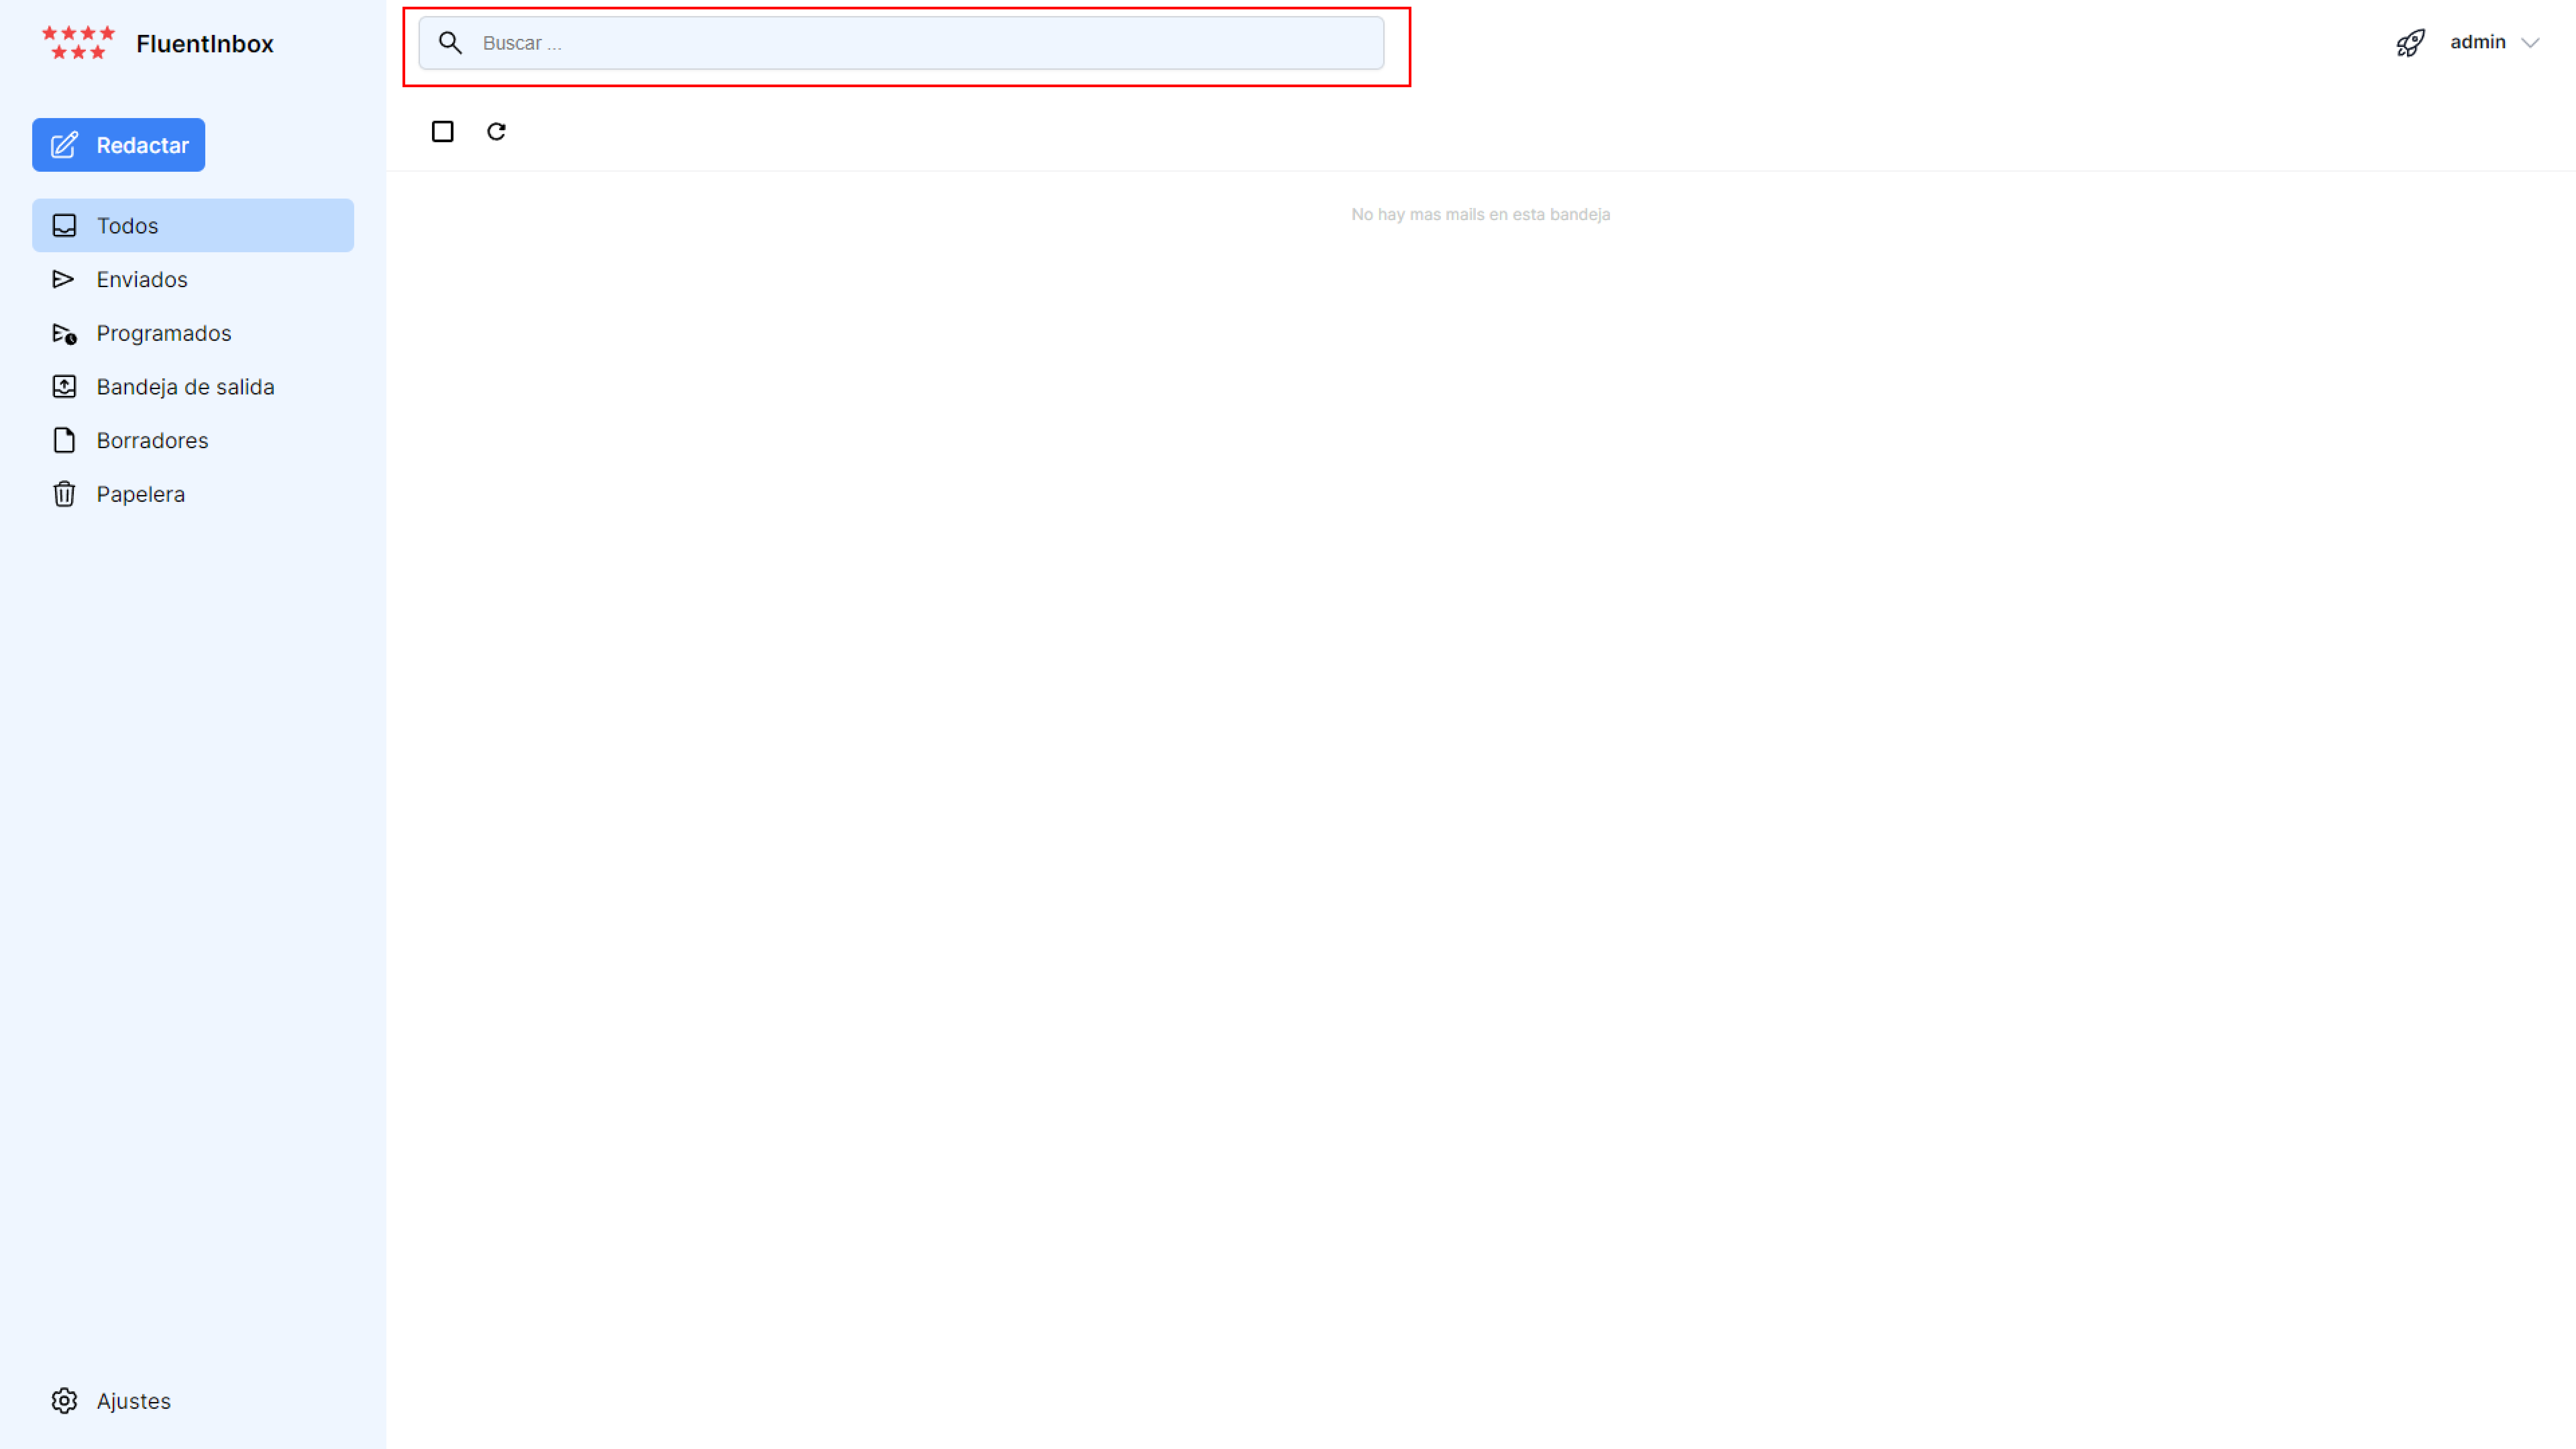 FluentInbox
Buscar ...
admin
Redactar
Todos
No hay mas mails en esta bandeja
Enviados
Programados
Bandeja de salida
Borradores
Papelera
Ajustes